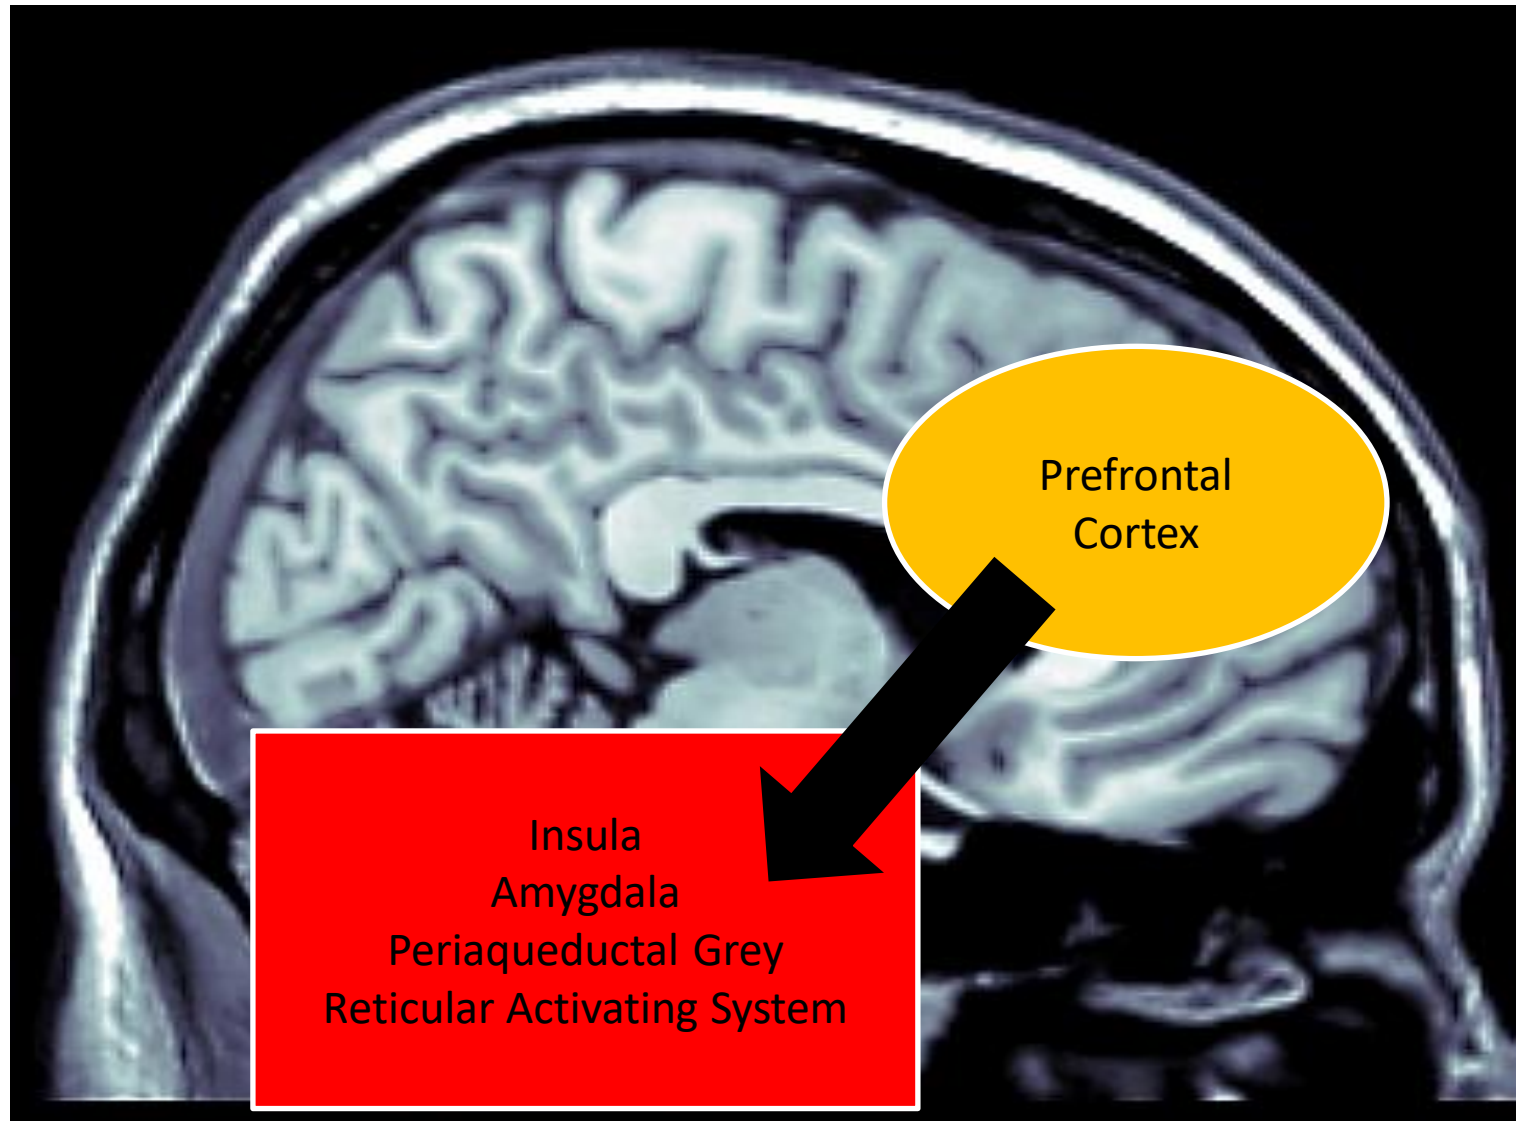 Prefrontal
Cortex
Insula
Amygdala
Periaqueductal Grey
Reticular Activating System